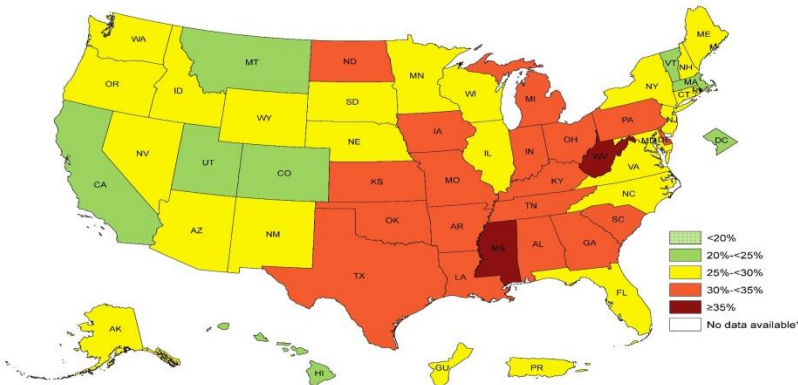 WA
MT
ND
ME
OR
ID
MN
VT
NH
WY
SD
WI
MI
NY
MA
CT
NV
UT
CO
NE
IA
IL
IN
OH
PA
NJ
MD
DE
DC
CA
KS
MO
KY
WV
VA
AZ
NM
OK
AR
TN
NC
TX
LA
MS
AL
GA
SC
FL
AK
HI
GU
PR
<20%
20%-<25%
25%-<30%
30%-<35%
≥35%
No data available*